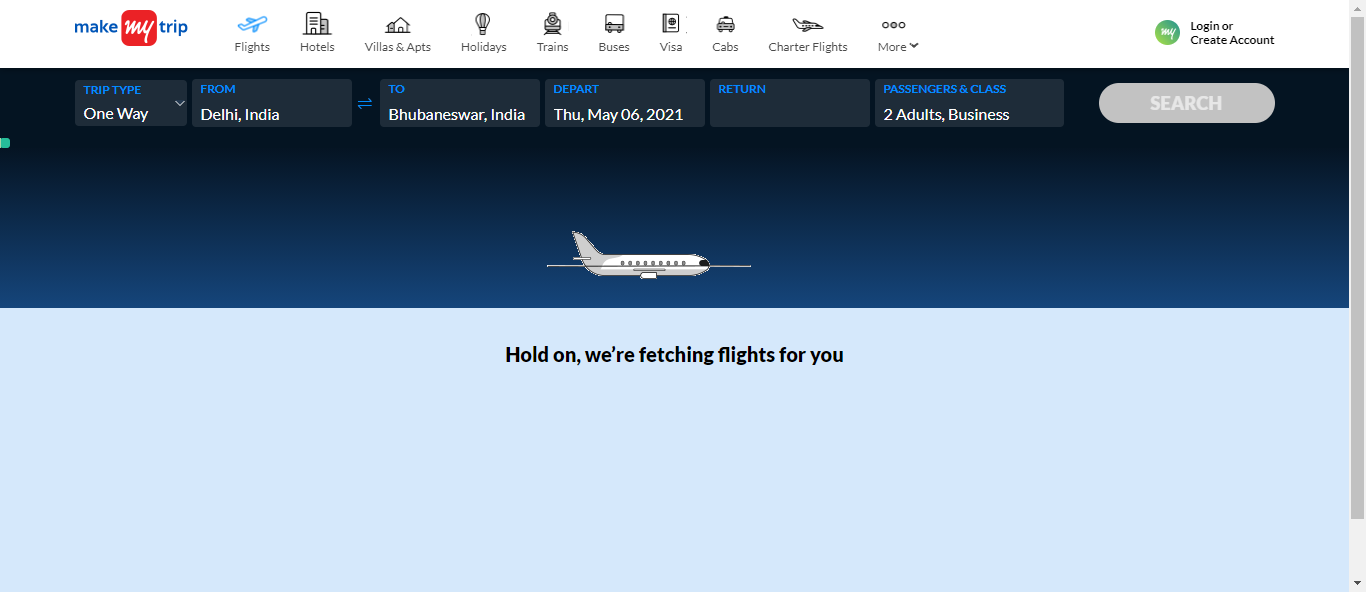 make my trip
Flights
Hotels
Villas & Apts
Holidays
Trains
Buses
Visa
Cabs
Charter Flights
More
Login or
Create Account
my
TRIP TYPE
One Way
FROM
Delhi, India
TO
Bhubaneswar, India
DEPART
Thu, May 06, 2021
RETURN
PASSENGERS & CLASS
2 Adults, Business
SEARCH
Hold on, we’re fetching flights for you